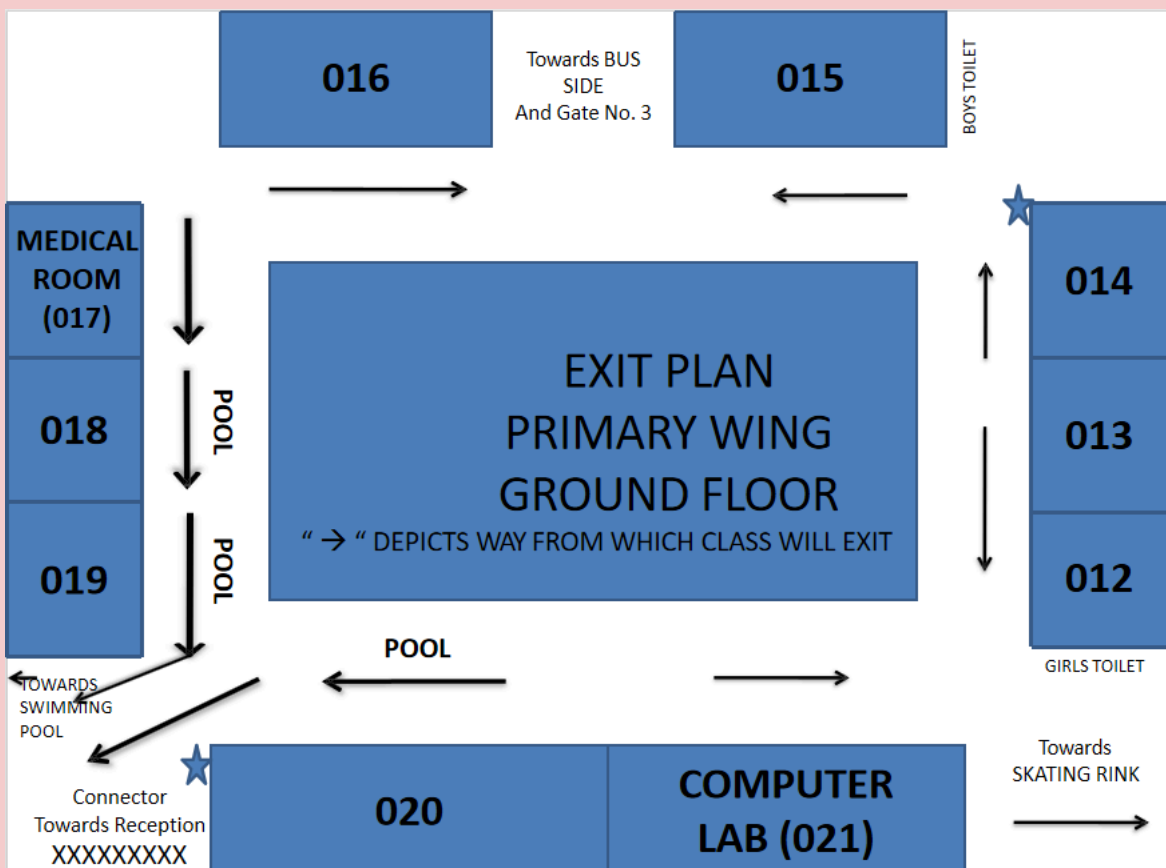 016
Towards BUS
SIDE
And Gate No. 3
015
BOYS TOILET
MEDICAL
ROOM
(017)
018
019
POOL
POOL
EXIT PLAN
PRIMARY WING
GROUND FLOOR
“ → “ DEPICTS WAY FROM WHICH CLASS WILL EXIT
014
013
012
GIRLS TOILET
POOL
TOWARDS
SWIMMING
POOL
Connector
Towards Reception
XXXXXXXXX
020
COMPUTER
LAB (021)
Towards
SKATING RINK